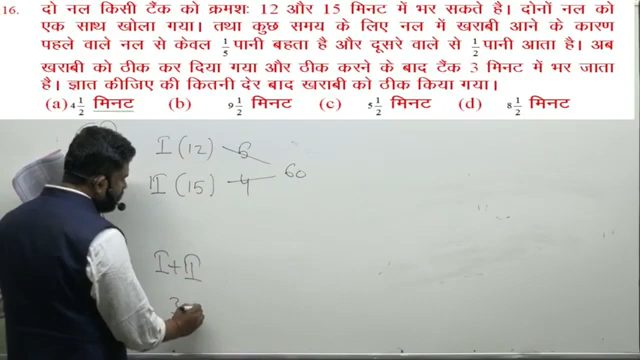 16. दो नल किसी टैंक को क्रमश: 12 और 15 मिनट में भर सकते है। दोनों नल को
एक साथ खोला गया। तथा कुछ समय के लिए नल में खराबी आने के कारण
पहले वाले नल से केवल 1/5 पानी बहता है और दूसरे वाले से 1/2 पानी आता है। अब
खराबी को ठीक कर दिया गया और ठीक करने के बाद टैंक 3 मिनट में भर जाता
है। ज्ञात कीजिए की कितनी देर बाद खराबी को ठीक किया गया।
(a) 4 1/2 मिनट (b) 9 1/2 मिनट (c) 5 1/2 मिनट (d) 8 1/2 मिनट
I (12) 5
60
II (15) 4
I+II
3